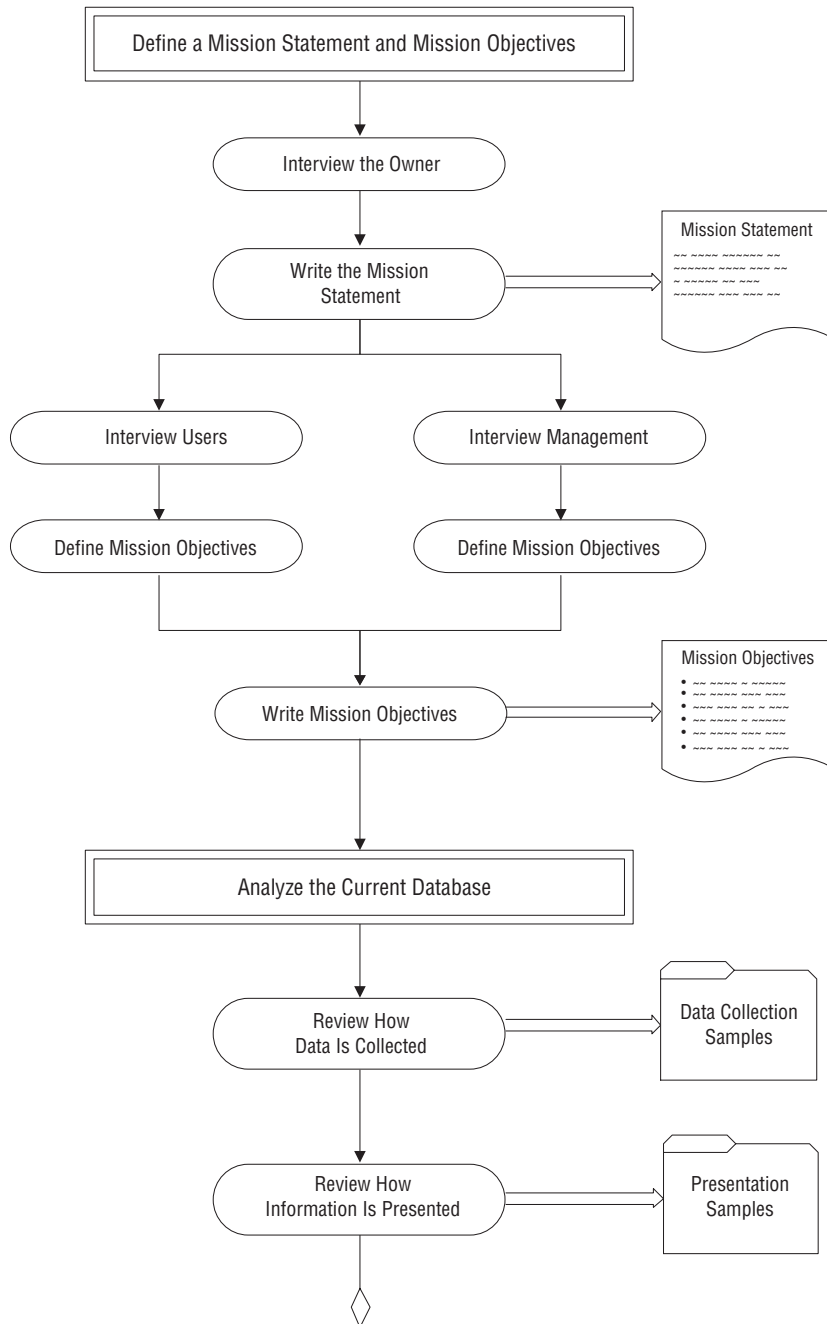 Define a Mission Statement and Mission Objectives
Interview the Owner
Write the Mission
Statement
Mission Statement
Interview Users
Interview Management
Define Mission Objectives
Define Mission Objectives
Write Mission Objectives
Mission Objectives
Analyze the Current Database
Review How
Data Is Collected
Data Collection
Samples
Review How
Information Is Presented
Presentation
Samples